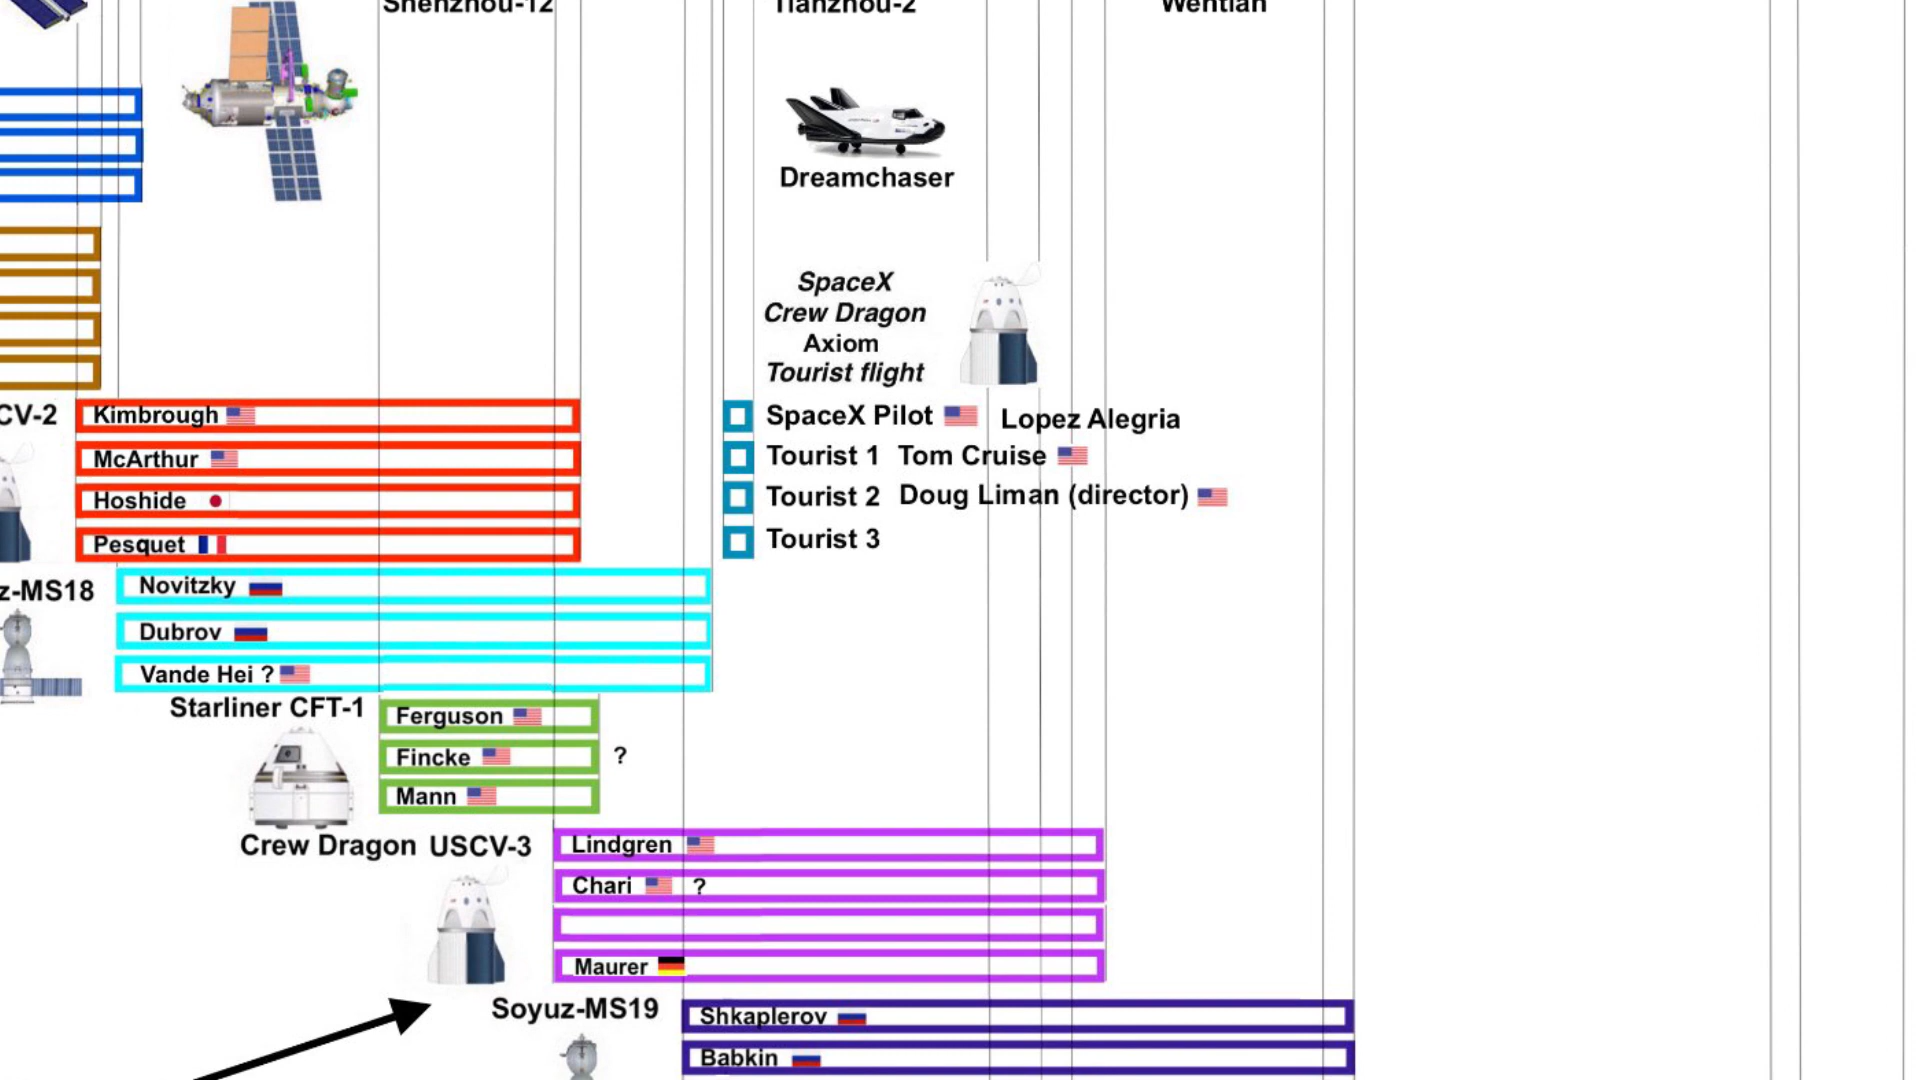 Shenzhou-12
Tianzhou-2
Wentian
Dreamchaser
SpaceX
Crew Dragon
Axiom
Tourist flight
CV-2
Kimbrough
McArthur
Hoshide
Pesquet
SpaceX Pilot Lopez Alegria
Tourist 1 Tom Cruise
Tourist 2 Doug Liman (director)
Tourist 3
z-MS18
Novitzky
Dubrov
Vande Hei ?
Starliner CFT-1
Ferguson
Fincke ?
Mann
Crew Dragon USCV-3
Lindgren
Chari ?
Maurer
Soyuz-MS19
Shkaplerov
Babkin